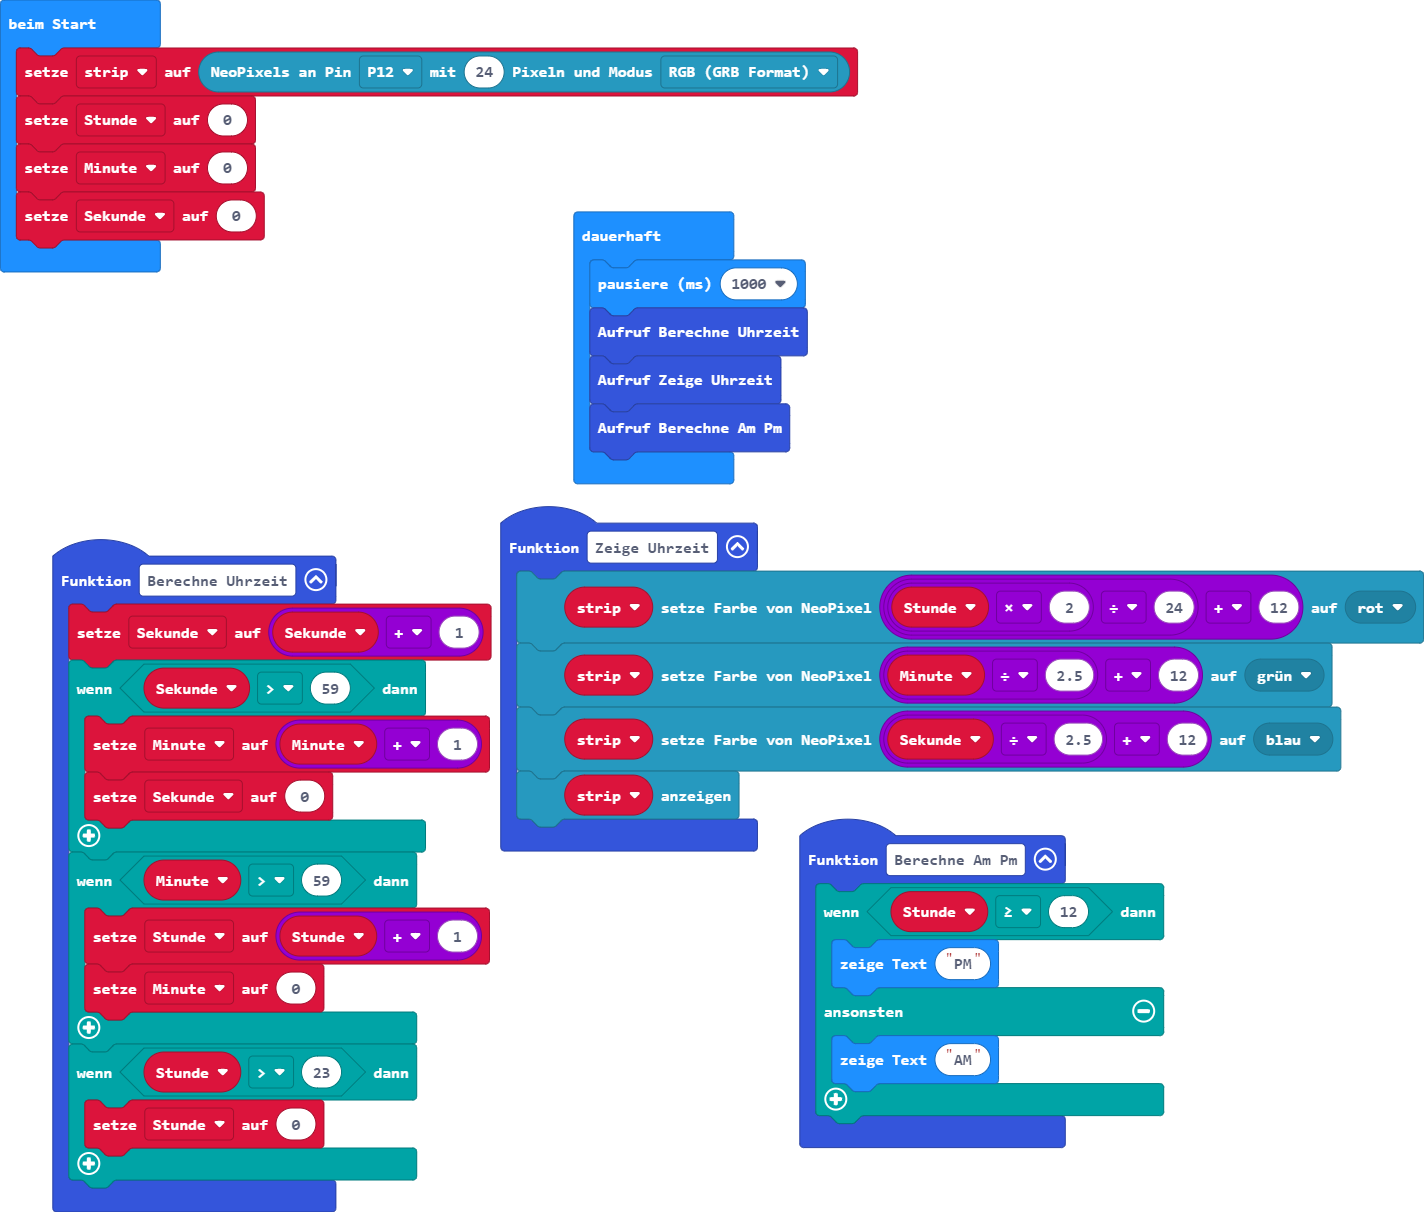 beim Start
setze strip auf NeoPixels an Pin P12 mit 24 Pixeln und Modus RGB (GRB Format)
setze Stunde auf 0
setze Minute auf 0
setze Sekunde auf 0
dauerhaft
pausiere (ms) 1000
Aufruf Berechne Uhrzeit
Aufruf Zeige Uhrzeit
Aufruf Berechne Am Pm
Funktion Berechne Uhrzeit
setze Sekunde auf Sekunde + 1
wenn Sekunde > 59 dann
setze Minute auf Minute + 1
setze Sekunde auf 0
wenn Minute > 59 dann
setze Stunde auf Stunde + 1
setze Minute auf 0
wenn Stunde > 23 dann
setze Stunde auf 0
Funktion Zeige Uhrzeit
strip setze Farbe von NeoPixel Stunde × 2 ÷ 24 + 12 auf rot
strip setze Farbe von NeoPixel Minute ÷ 2.5 + 12 auf grün
strip setze Farbe von NeoPixel Sekunde ÷ 2.5 + 12 auf blau
strip anzeigen
Funktion Berechne Am Pm
wenn Stunde ≥ 12 dann
zeige Text "PM"
ansonsten
zeige Text "AM"